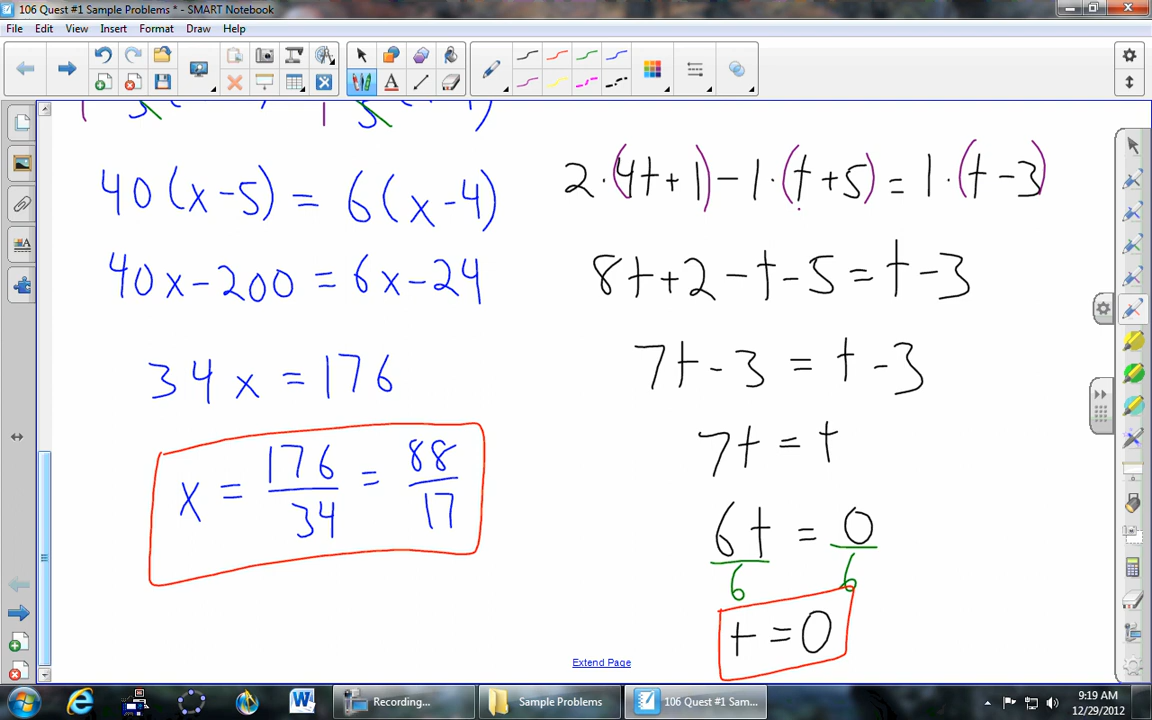 106 Quest #1 Sample Problems * - SMART Notebook
File Edit View Insert Format Draw Help
40(x-5) = 6(x-4)
40x-200 = 6x-24
34x = 176
x = 176/34 = 88/17
2·(4t+1)-1·(t+5)=1·(t-3)
8t+2-t-5=t-3
7t-3 = t-3
7t = t
6t = 0
6 6
t=0
Extend Page
Recording...
Sample Problems
106 Quest #1 Sam...
9:19 AM
12/29/2012